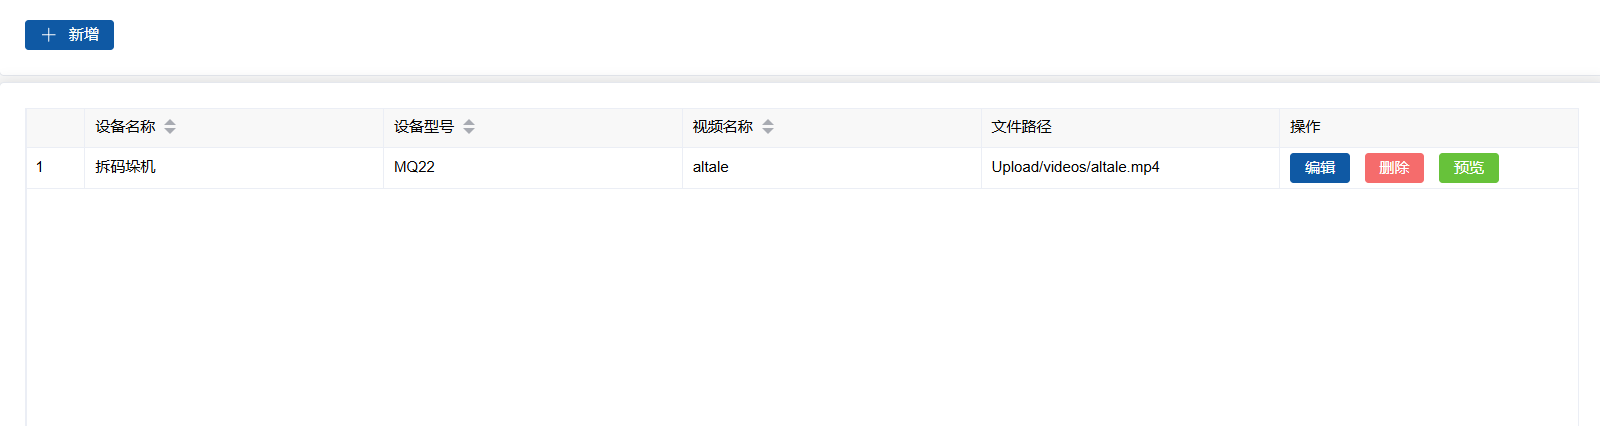 新增
设备名称 设备型号 视频名称 文件路径 操作
1 拆码垛机 MQ22 altale Upload/videos/altale.mp4 编辑 删除 预览